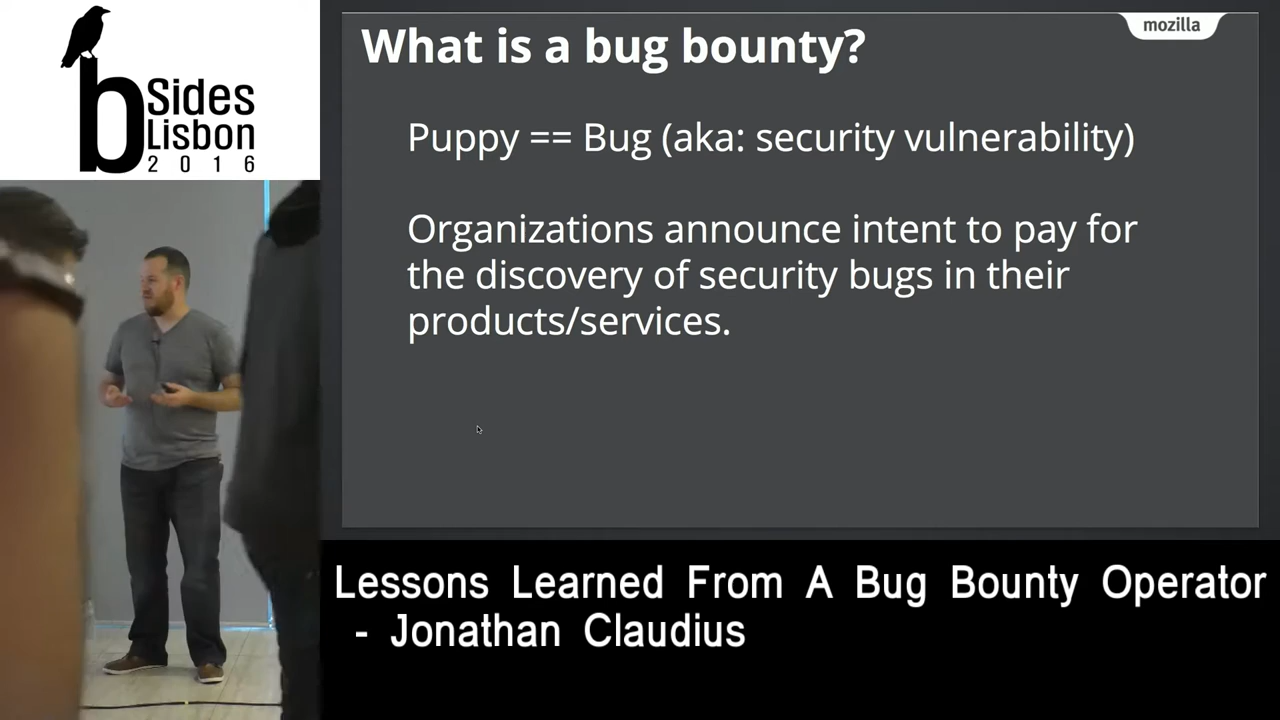 b
Sides
Lisbon
2016
What is a bug bounty?
mozilla
Puppy == Bug (aka: security vulnerability)
Organizations announce intent to pay for
the discovery of security bugs in their
products/services.
Lessons Learned From A Bug Bounty Operator
- Jonathan Claudius